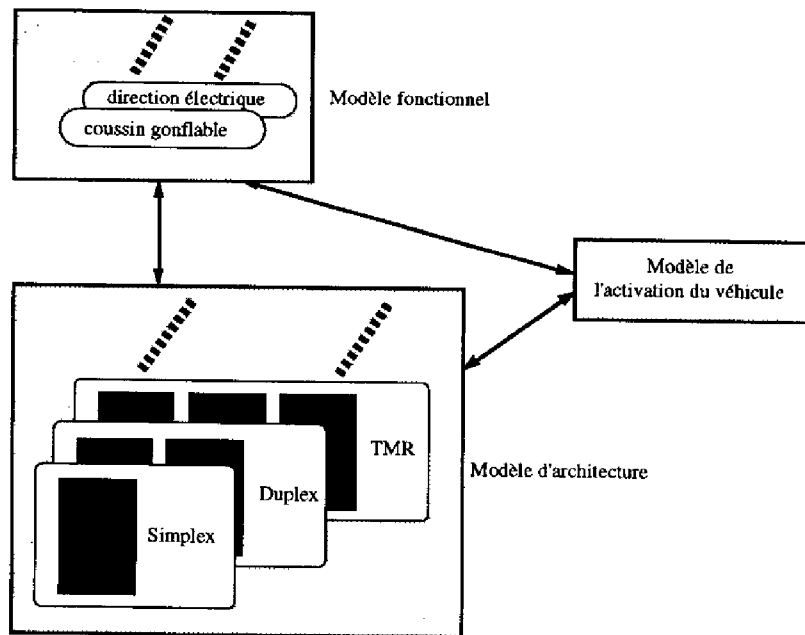 direction électrique
coussin gonflable
Modèle fonctionnel
Modèle de
l'activation du véhicule
TMR
Duplex
Simplex
Modèle d'architecture